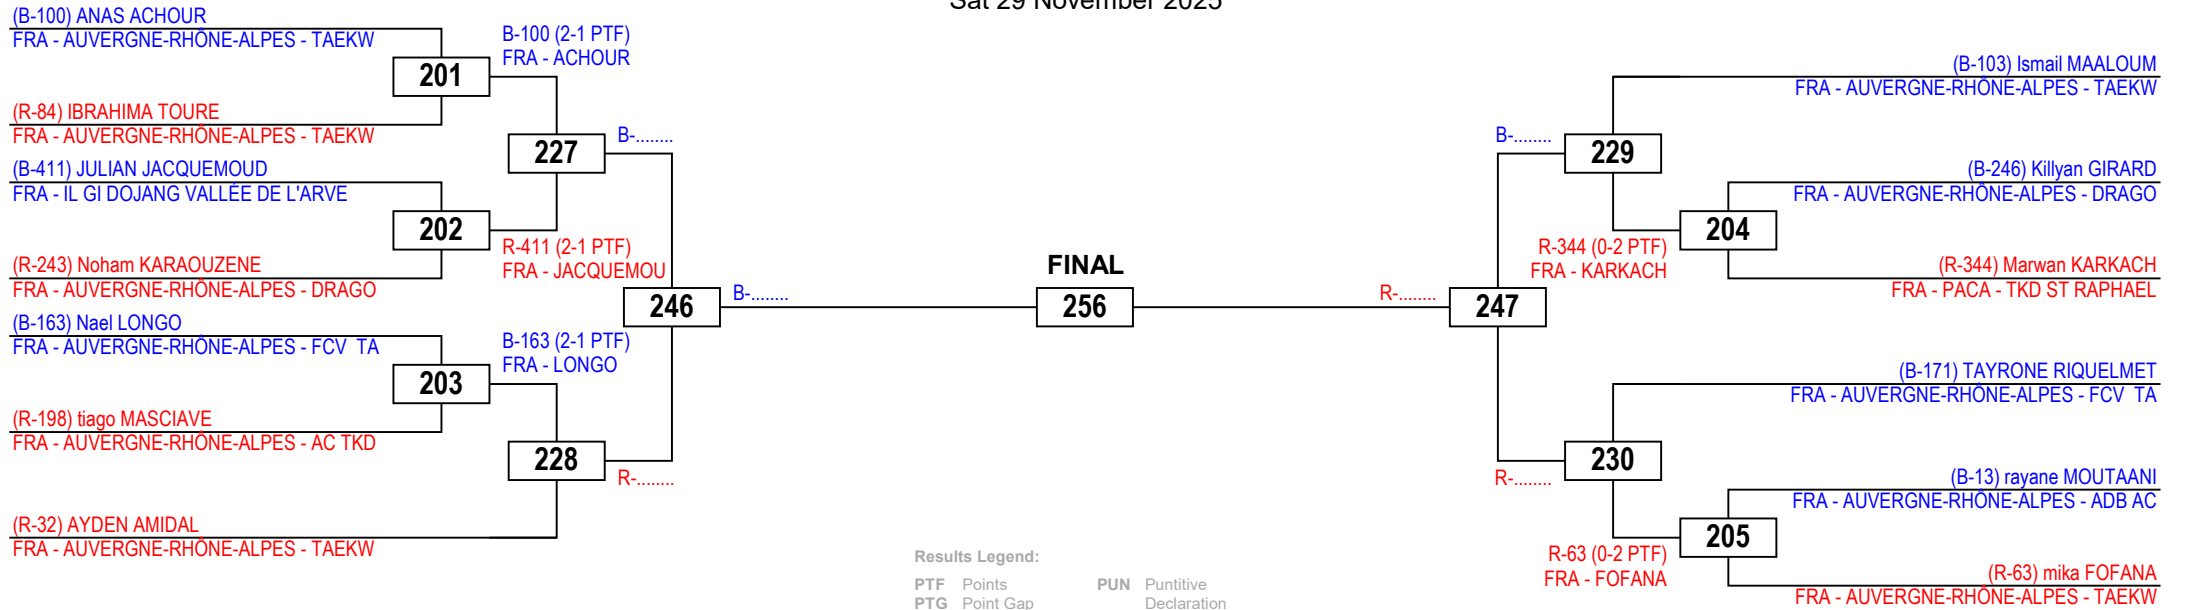 Sat 29 November 2025
(B-100) ANAS ACHOUR
FRA - AUVERGNE-RHÔNE-ALPES - TAEKW
201
(R-84) IBRAHIMA TOURE
FRA - AUVERGNE-RHÔNE-ALPES - TAEKW
B-100 (2-1 PTF)
FRA - ACHOUR
227
B-........
(B-411) JULIAN JACQUEMOUD
FRA - IL GI DOJANG VALLÉE DE L'ARVE
202
(R-243) Noham KARAOUZENE
FRA - AUVERGNE-RHÔNE-ALPES - DRAGO
R-411 (2-1 PTF)
FRA - JACQUEMOU
246
B-........
(B-163) Nael LONGO
FRA - AUVERGNE-RHÔNE-ALPES - FCV  TA
203
(R-198) tiago MASCIAVE
FRA - AUVERGNE-RHÔNE-ALPES - AC TKD
B-163 (2-1 PTF)
FRA - LONGO
228
R-........
(R-32) AYDEN AMIDAL
FRA - AUVERGNE-RHÔNE-ALPES - TAEKW
FINAL
256
(B-103) Ismail MAALOUM
FRA - AUVERGNE-RHÔNE-ALPES - TAEKW
B-........
229
(B-246) Killyan GIRARD
FRA - AUVERGNE-RHÔNE-ALPES - DRAGO
204
R-344 (0-2 PTF)
FRA - KARKACH
(R-344) Marwan KARKACH
FRA - PACA - TKD ST RAPHAEL
R-........
247
(B-171) TAYRONE RIQUELMET
FRA - AUVERGNE-RHÔNE-ALPES - FCV  TA
230
R-........
(B-13) rayane MOUTAANI
FRA - AUVERGNE-RHÔNE-ALPES - ADB AC
205
R-63 (0-2 PTF)
FRA - FOFANA
(R-63) mika FOFANA
FRA - AUVERGNE-RHÔNE-ALPES - TAEKW
Results Legend:
PTF Points
PTG Point Gap
PUN Puntitive
Declaration